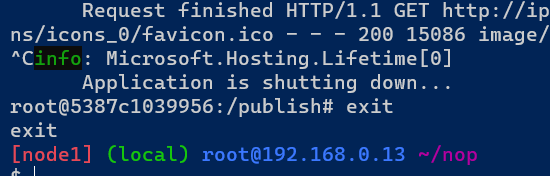 Request finished HTTP/1.1 GET http://ip
ns/icons_0/favicon.ico - - - 200 15086 image/
^Cinfo: Microsoft.Hosting.Lifetime[0]
Application is shutting down...
root@5387c1039956:/publish# exit
exit
[node1] (local) root@192.168.0.13 ~/nop
$